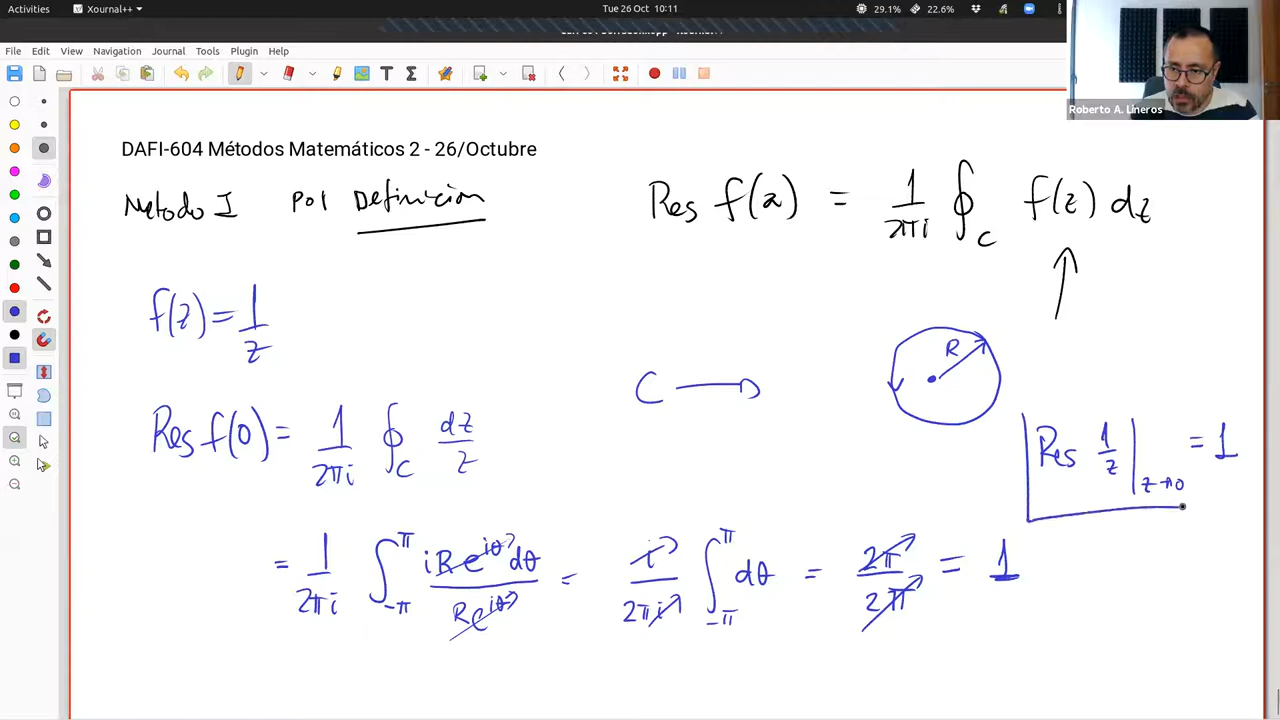 Activities Xournal++ Tue 26 Oct 10:11 29.1% 22.6%
File Edit View Navigation Journal Tools Plugin Help
Roberto A. Lineros
DAFI-604 Métodos Matemáticos 2 - 26/Octubre
Metodo I Por Definicion
Res f(z) = 1/2πi ∮_C f(z) dz
f(z) = 1/z
C → R
Res f(0) = 1/2πi ∮_C dz/z
Res 1/z |_{z→0} = 1
= 1/2πi ∫_{-π}^{π} iRe^{iθ}dθ/Re^{iθ} = i/2πi ∫_{-π}^{π} dθ = 2π/2π = 1